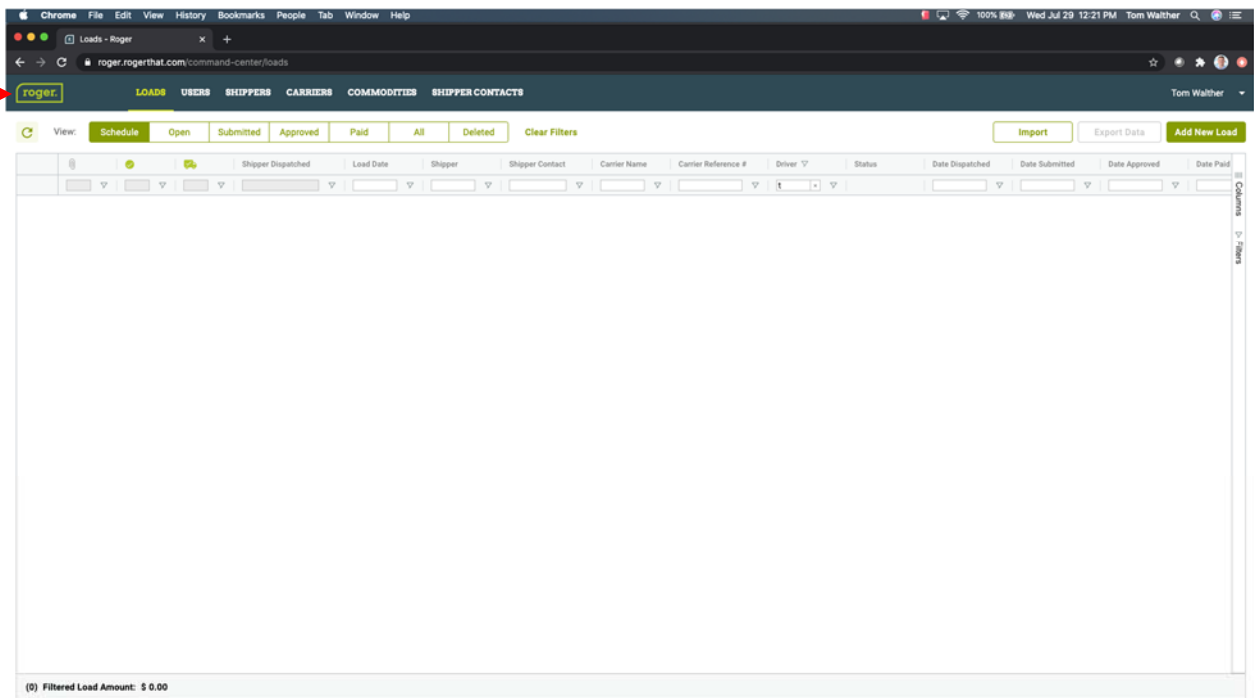 Chrome File Edit View History Bookmarks People Tab Window Help 100% Wed Jul 29 12:21 PM Tom Walther
Loads - Roger
roger.rogerthat.com/command-center/loads
roger. LOADS USERS SHIPPERS CARRIERS COMMODITIES SHIPPER CONTACTS Tom Walther
View: Schedule Open Submitted Approved Paid All Deleted Clear Filters Import Export Data Add New Load
Shipper Dispatched Load Date Shipper Shipper Contact Carrier Name Carrier Reference # Driver Status Date Dispatched Date Submitted Date Approved Date Paid
t
Columns
Filters
(0) Filtered Load Amount: $ 0.00